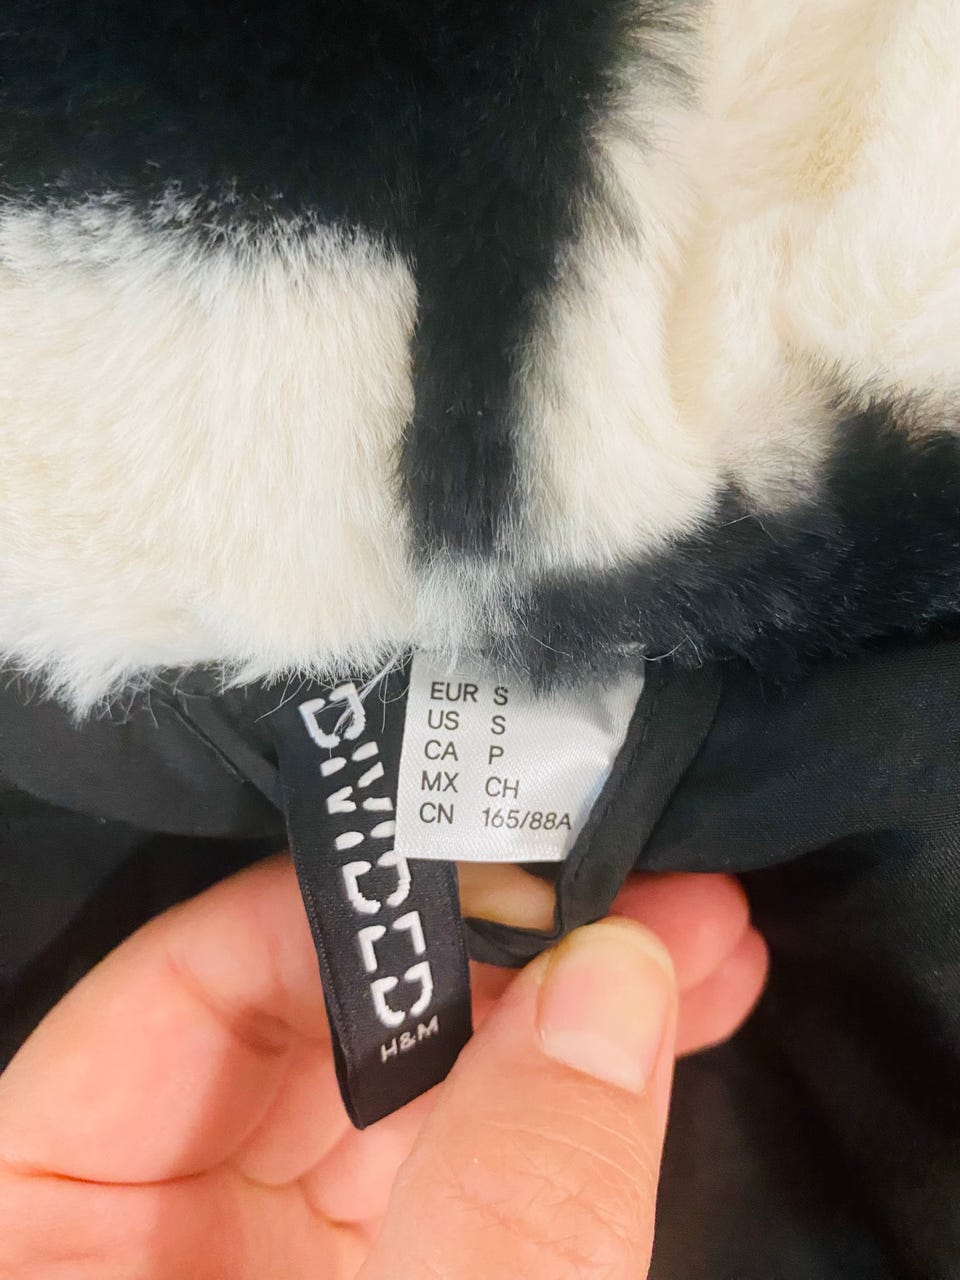 DIVIDED
H&M
EUR S
US S
CA P
MX CH
CN 165/88A